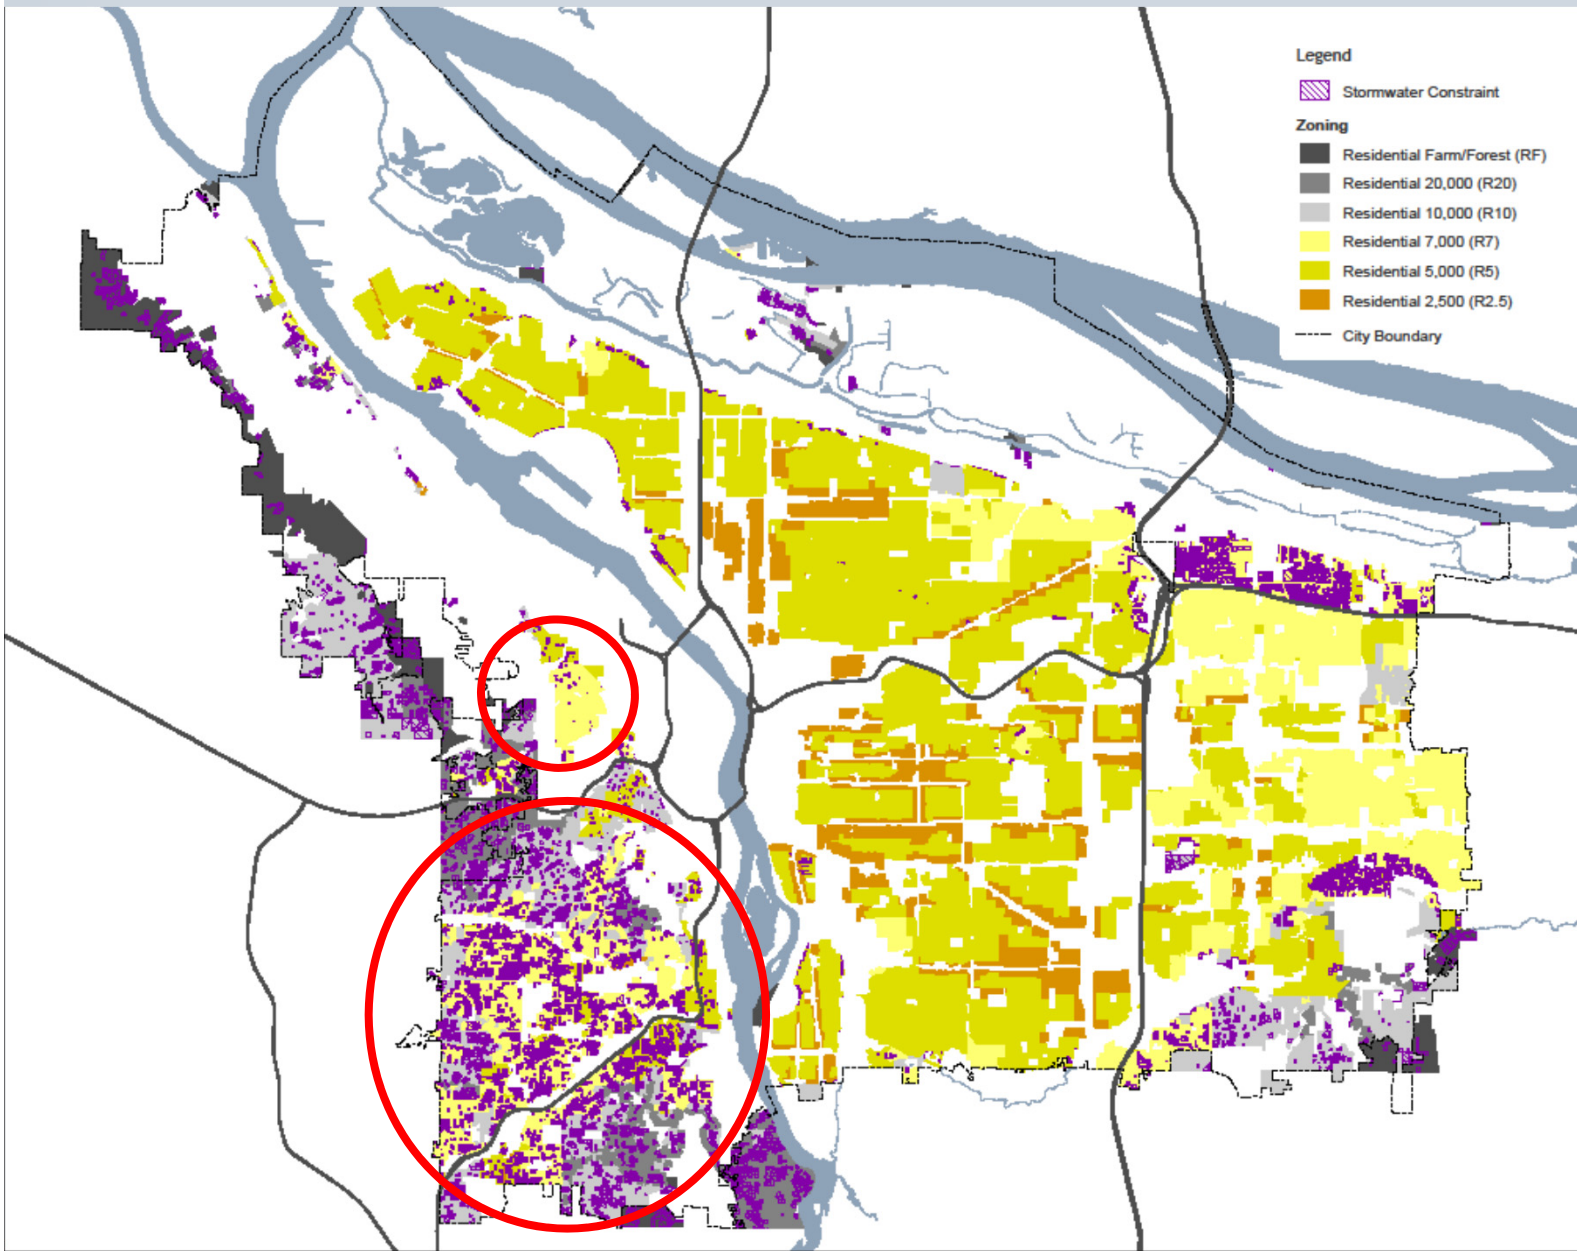 Legend
Stormwater Constraint
Zoning
Residential Farm/Forest (RF)
Residential 20,000 (R20)
Residential 10,000 (R10)
Residential 7,000 (R7)
Residential 5,000 (R5)
Residential 2,500 (R2.5)
City Boundary